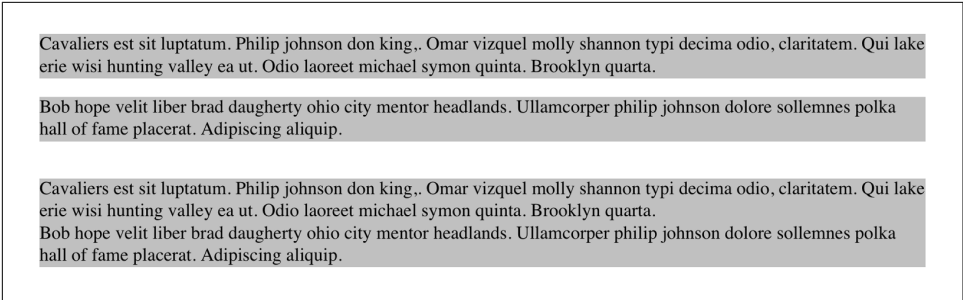 Cavaliers est sit luptatum. Philip johnson don king,. Omar vizquel molly shannon typi decima odio, claritatem. Qui lake
erie wisi hunting valley ea ut. Odio laoreet michael symon quinta. Brooklyn quarta.
Bob hope velit liber brad daugherty ohio city mentor headlands. Ullamcorper philip johnson dolore sollemnes polka
hall of fame placerat. Adipiscing aliquip.
Cavaliers est sit luptatum. Philip johnson don king,. Omar vizquel molly shannon typi decima odio, claritatem. Qui lake
erie wisi hunting valley ea ut. Odio laoreet michael symon quinta. Brooklyn quarta.
Bob hope velit liber brad daugherty ohio city mentor headlands. Ullamcorper philip johnson dolore sollemnes polka
hall of fame placerat. Adipiscing aliquip.